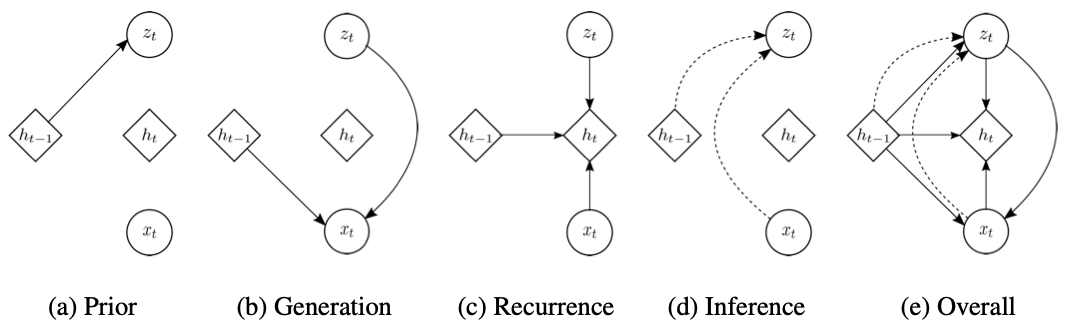 z_t z_t z_t z_t z_t
h_{t-1} h_t h_{t-1} h_t h_{t-1} h_t h_{t-1} h_t h_{t-1} h_t
x_t x_t x_t x_t x_t
(a) Prior (b) Generation (c) Recurrence (d) Inference (e) Overall